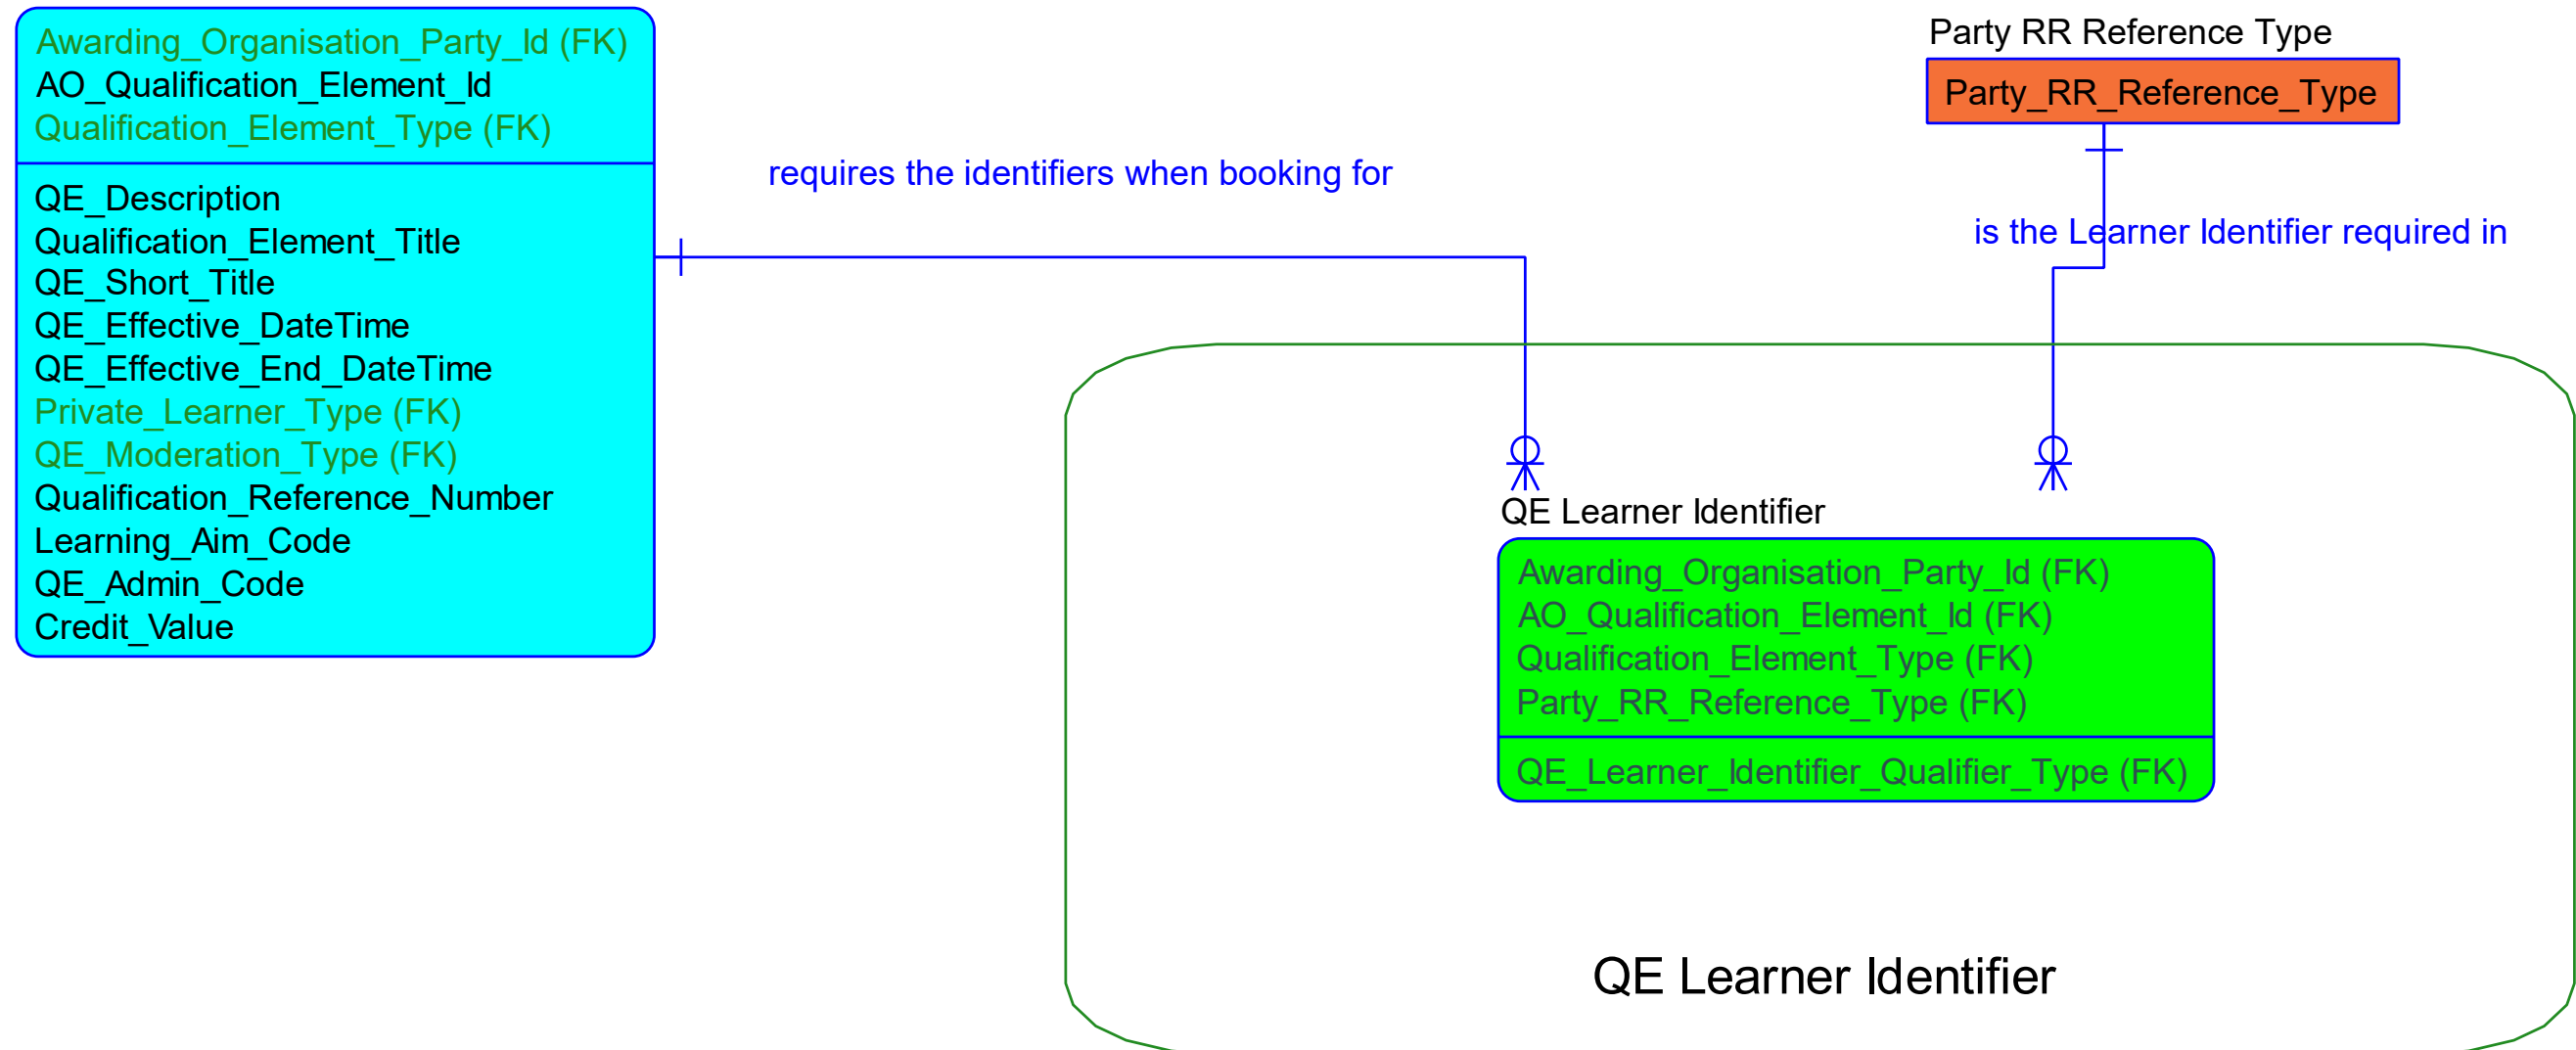 Awarding_Organisation_Party_Id (FK)
AO_Qualification_Element_Id
Qualification_Element_Type (FK)
QE_Description
Qualification_Element_Title
QE_Short_Title
QE_Effective_DateTime
QE_Effective_End_DateTime
Private_Learner_Type (FK)
QE_Moderation_Type (FK)
Qualification_Reference_Number
Learning_Aim_Code
QE_Admin_Code
Credit_Value
requires the identifiers when booking for
Party RR Reference Type
Party_RR_Reference_Type
is the Learner Identifier required in
QE Learner Identifier
Awarding_Organisation_Party_Id (FK)
AO_Qualification_Element_Id (FK)
Qualification_Element_Type (FK)
Party_RR_Reference_Type (FK)
QE_Learner_Identifier_Qualifier_Type (FK)
QE Learner Identifier